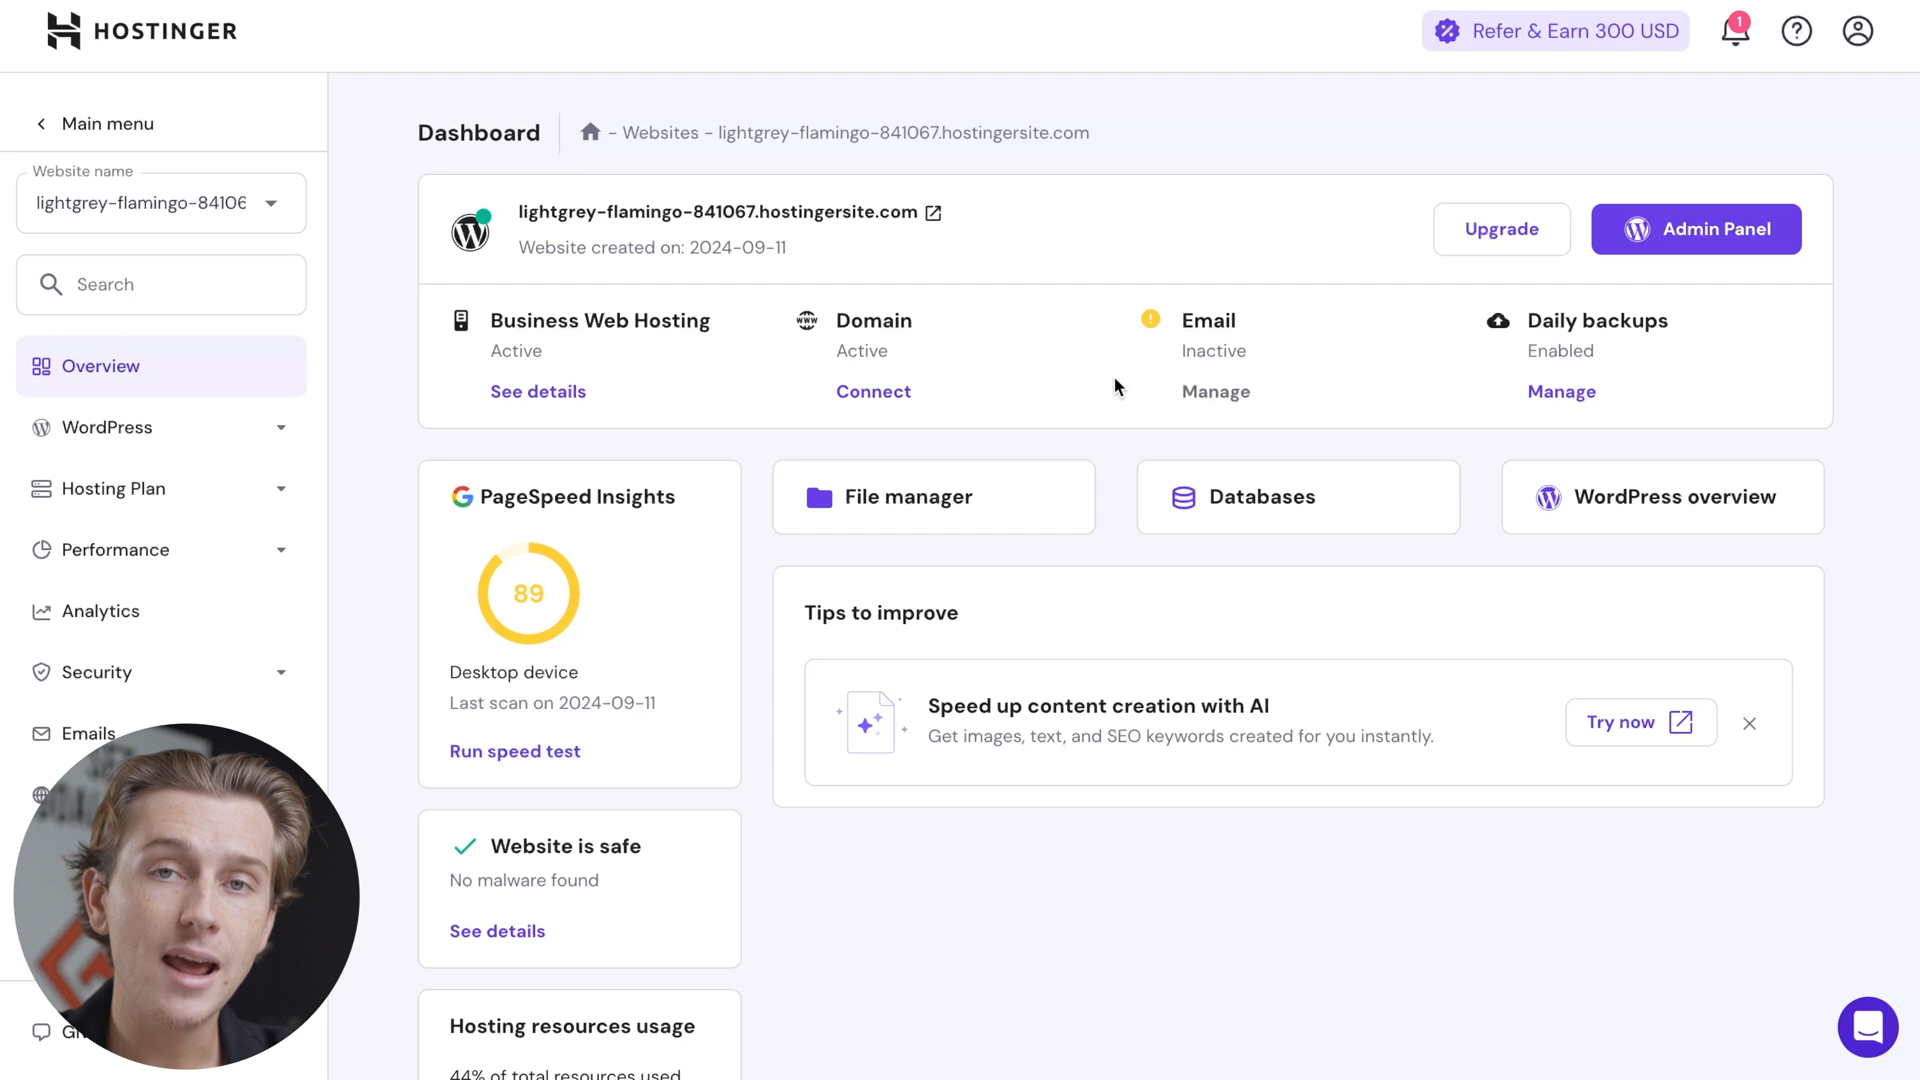 HOSTINGER
Refer & Earn 300 USD
1
Main menu
Website name
lightgrey-flamingo-84106
Search
Overview
WordPress
Hosting Plan
Performance
Analytics
Security
Emails
Dashboard
- Websites - lightgrey-flamingo-841067.hostingersite.com
lightgrey-flamingo-841067.hostingersite.com
Website created on: 2024-09-11
Upgrade
Admin Panel
Business Web Hosting
Active
See details
Domain
Active
Connect
Email
Inactive
Manage
Daily backups
Enabled
Manage
PageSpeed Insights
89
Desktop device
Last scan on 2024-09-11
Run speed test
File manager
Databases
WordPress overview
Tips to improve
Speed up content creation with AI
Get images, text, and SEO keywords created for you instantly.
Try now
Website is safe
No malware found
See details
Hosting resources usage
44% of total resources used